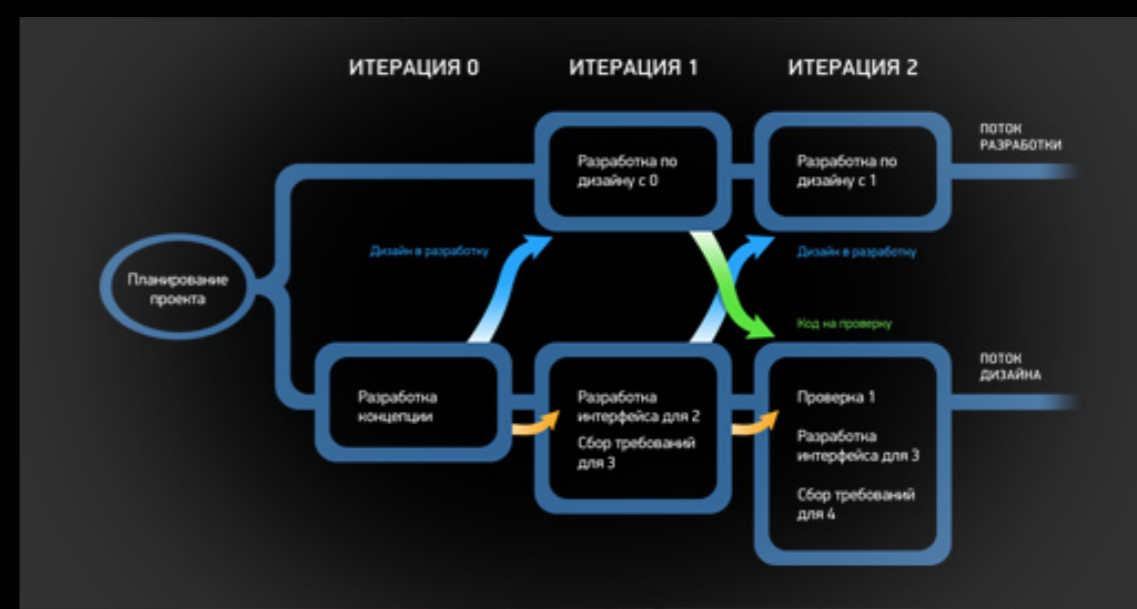 ИТЕРАЦИЯ 0
ИТЕРАЦИЯ 1
ИТЕРАЦИЯ 2
Разработка по
дизайну с 0
Разработка по
дизайну с 1
ПОТОК
РАЗРАБОТКИ
Дизайн в разработку
Дизайн в разработку
Планирование
проекта
Код на проверку
Разработка
концепции
Разработка
интерфейса для 2
Сбор требований
для 3
Проверка 1
Разработка
интерфейса для 3
Сбор требований
для 4
ПОТОК
ДИЗАЙНА